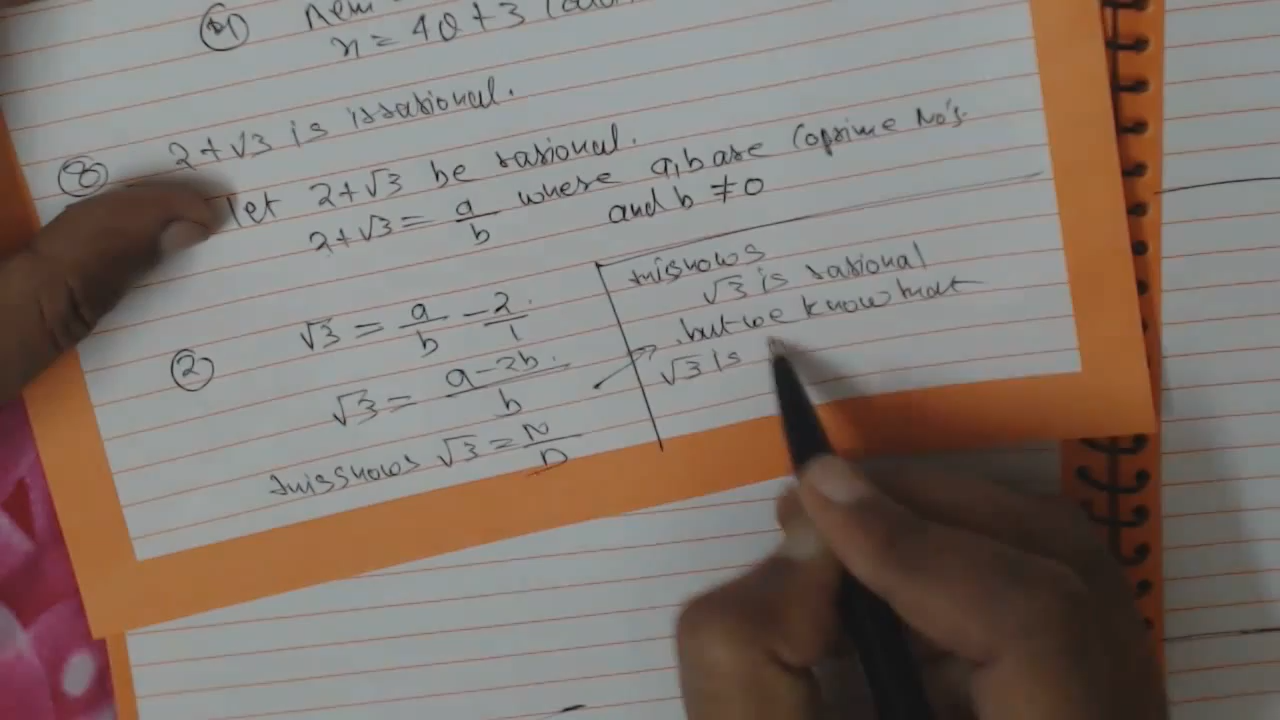 n = 4q + 3
8 2+√3 is irrational.
let 2+√3 be rational.
2+√3 = a/b where a,b are Coprime No's.
and b ≠ 0
2 √3 = a/b - 2/1
√3 = a-2b/b
this shows √3 = N/D
this shows
√3 is rational
but we know that
√3 is